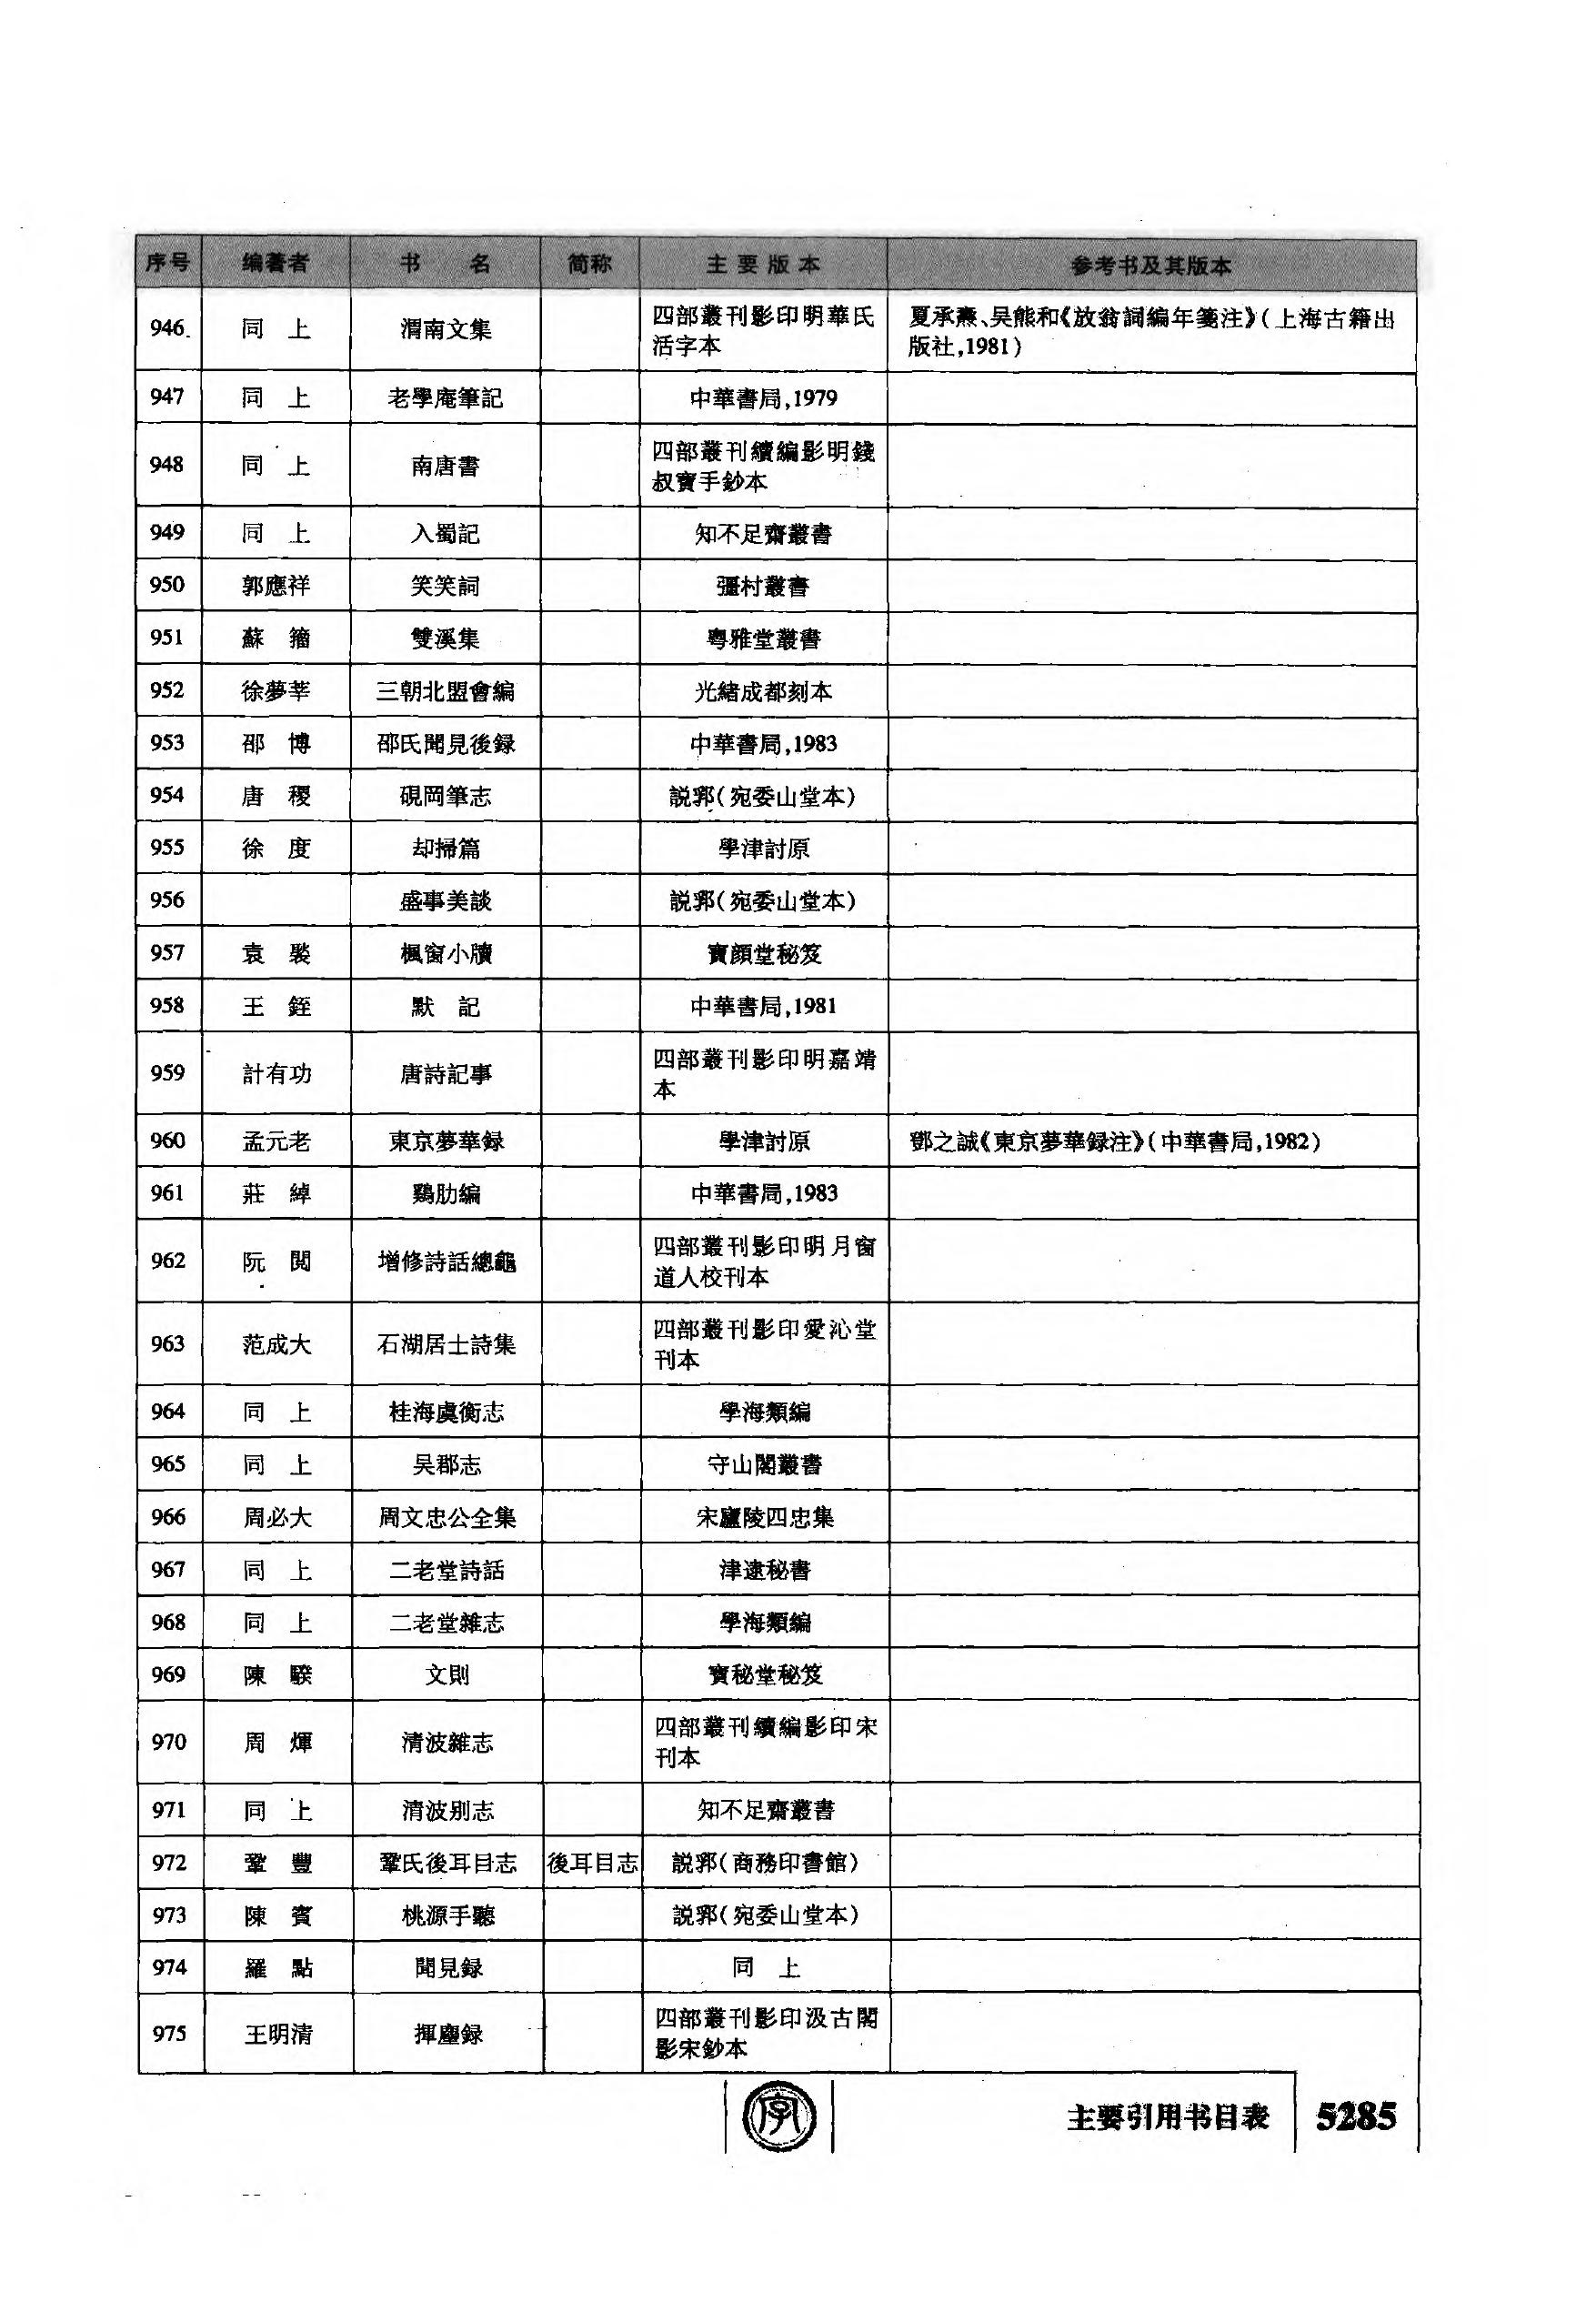 序号 编著者 书 名 简称 主要版本 参考书及其版本
946 同 上 渭南文集 四部叢刊影印明華氏活字本 夏承燾、吴熊和《放翁詞編年箋注》(上海古籍出版社,1981)
947 同 上 老學庵筆記 中華書局,1979
948 同 上 南唐書 四部叢刊續編影明錢叔寶手鈔本
949 同 上 入蜀記 知不足齋叢書
950 郭應祥 笑笑詞 彊村叢書
951 蘇 籀 雙溪集 粤雅堂叢書
952 徐夢莘 三朝北盟會編 光緒成都刻本
953 邵 博 邵氏聞見後録 中華書局,1983
954 唐 稷 硯岡筆志 説郛(宛委山堂本)
955 徐 度 却掃篇 學津討原
956 盛事美談 説郛(宛委山堂本)
957 袁 褧 楓窗小牘 寶顔堂秘笈
958 王 銍 默 記 中華書局,1981
959 計有功 唐詩記事 四部叢刊影印明嘉靖本
960 孟元老 東京夢華録 學津討原 鄧之誠《東京夢華録注》(中華書局,1982)
961 莊 綽 鷄肋編 中華書局,1983
962 阮 閱 增修詩話總龜 四部叢刊影印明月窗道人校刊本
963 范成大 石湖居士詩集 四部叢刊影印愛沁堂刊本
964 同 上 桂海虞衡志 學海類編
965 同 上 吴郡志 守山閣叢書
966 周必大 周文忠公全集 宋廬陵四忠集
967 同 上 二老堂詩話 津逮秘書
968 同 上 二老堂雜志 學海類編
969 陳 騤 文則 寶秘堂秘笈
970 周 煇 清波雜志 四部叢刊續編影印宋刊本
971 同 上 清波别志 知不足齋叢書
972 鞏 豐 鞏氏後耳目志 後耳目志 説郛(商務印書館)
973 陳 賓 桃源手聽 説郛(宛委山堂本)
974 羅 點 聞見録 同 上
975 王明清 揮麈録 四部叢刊影印汲古閣影宋鈔本
字
主要引用书目表 5285